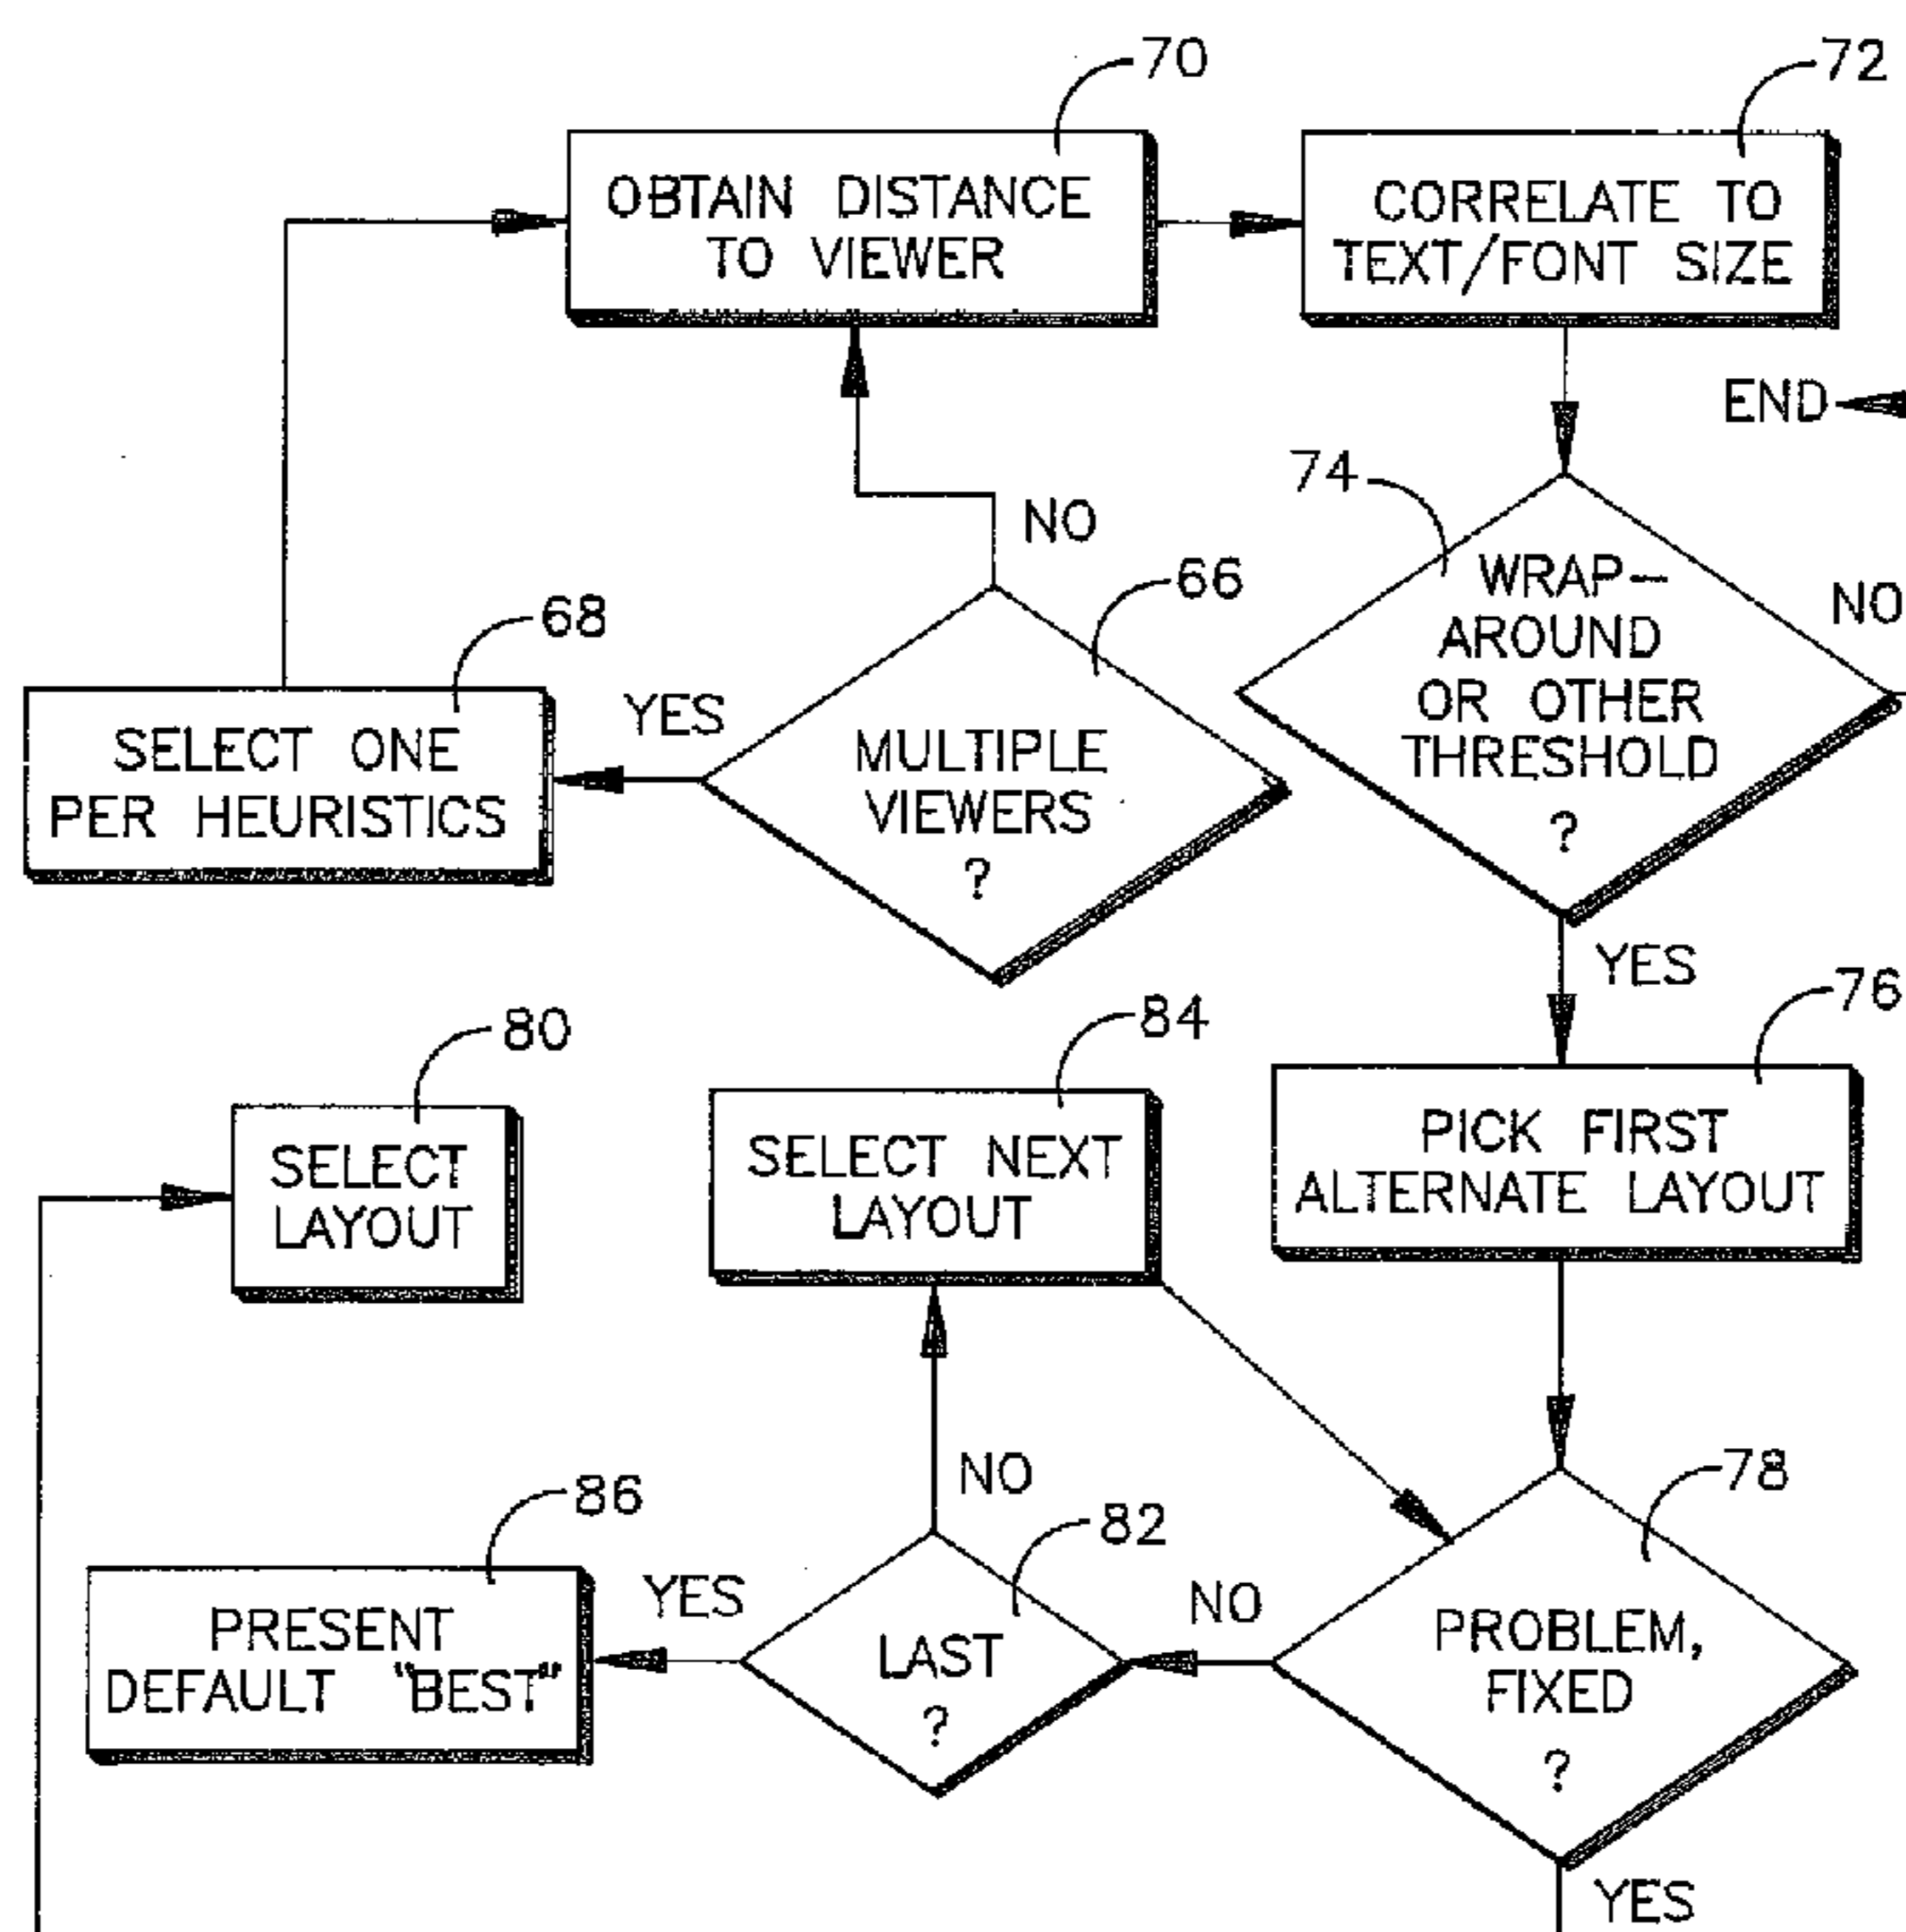 70
72
OBTAIN DISTANCE
TO VIEWER
CORRELATE TO
TEXT/FONT SIZE
END
74
NO
66
68
WRAP-
AROUND
OR OTHER
THRESHOLD
?
NO
YES
SELECT ONE
PER HEURISTICS
MULTIPLE
VIEWERS
?
YES
76
80
84
SELECT
LAYOUT
SELECT NEXT
LAYOUT
PICK FIRST
ALTERNATE LAYOUT
NO
78
86
82
YES
NO
PRESENT
DEFAULT "BEST"
LAST
?
PROBLEM,
FIXED
?
YES